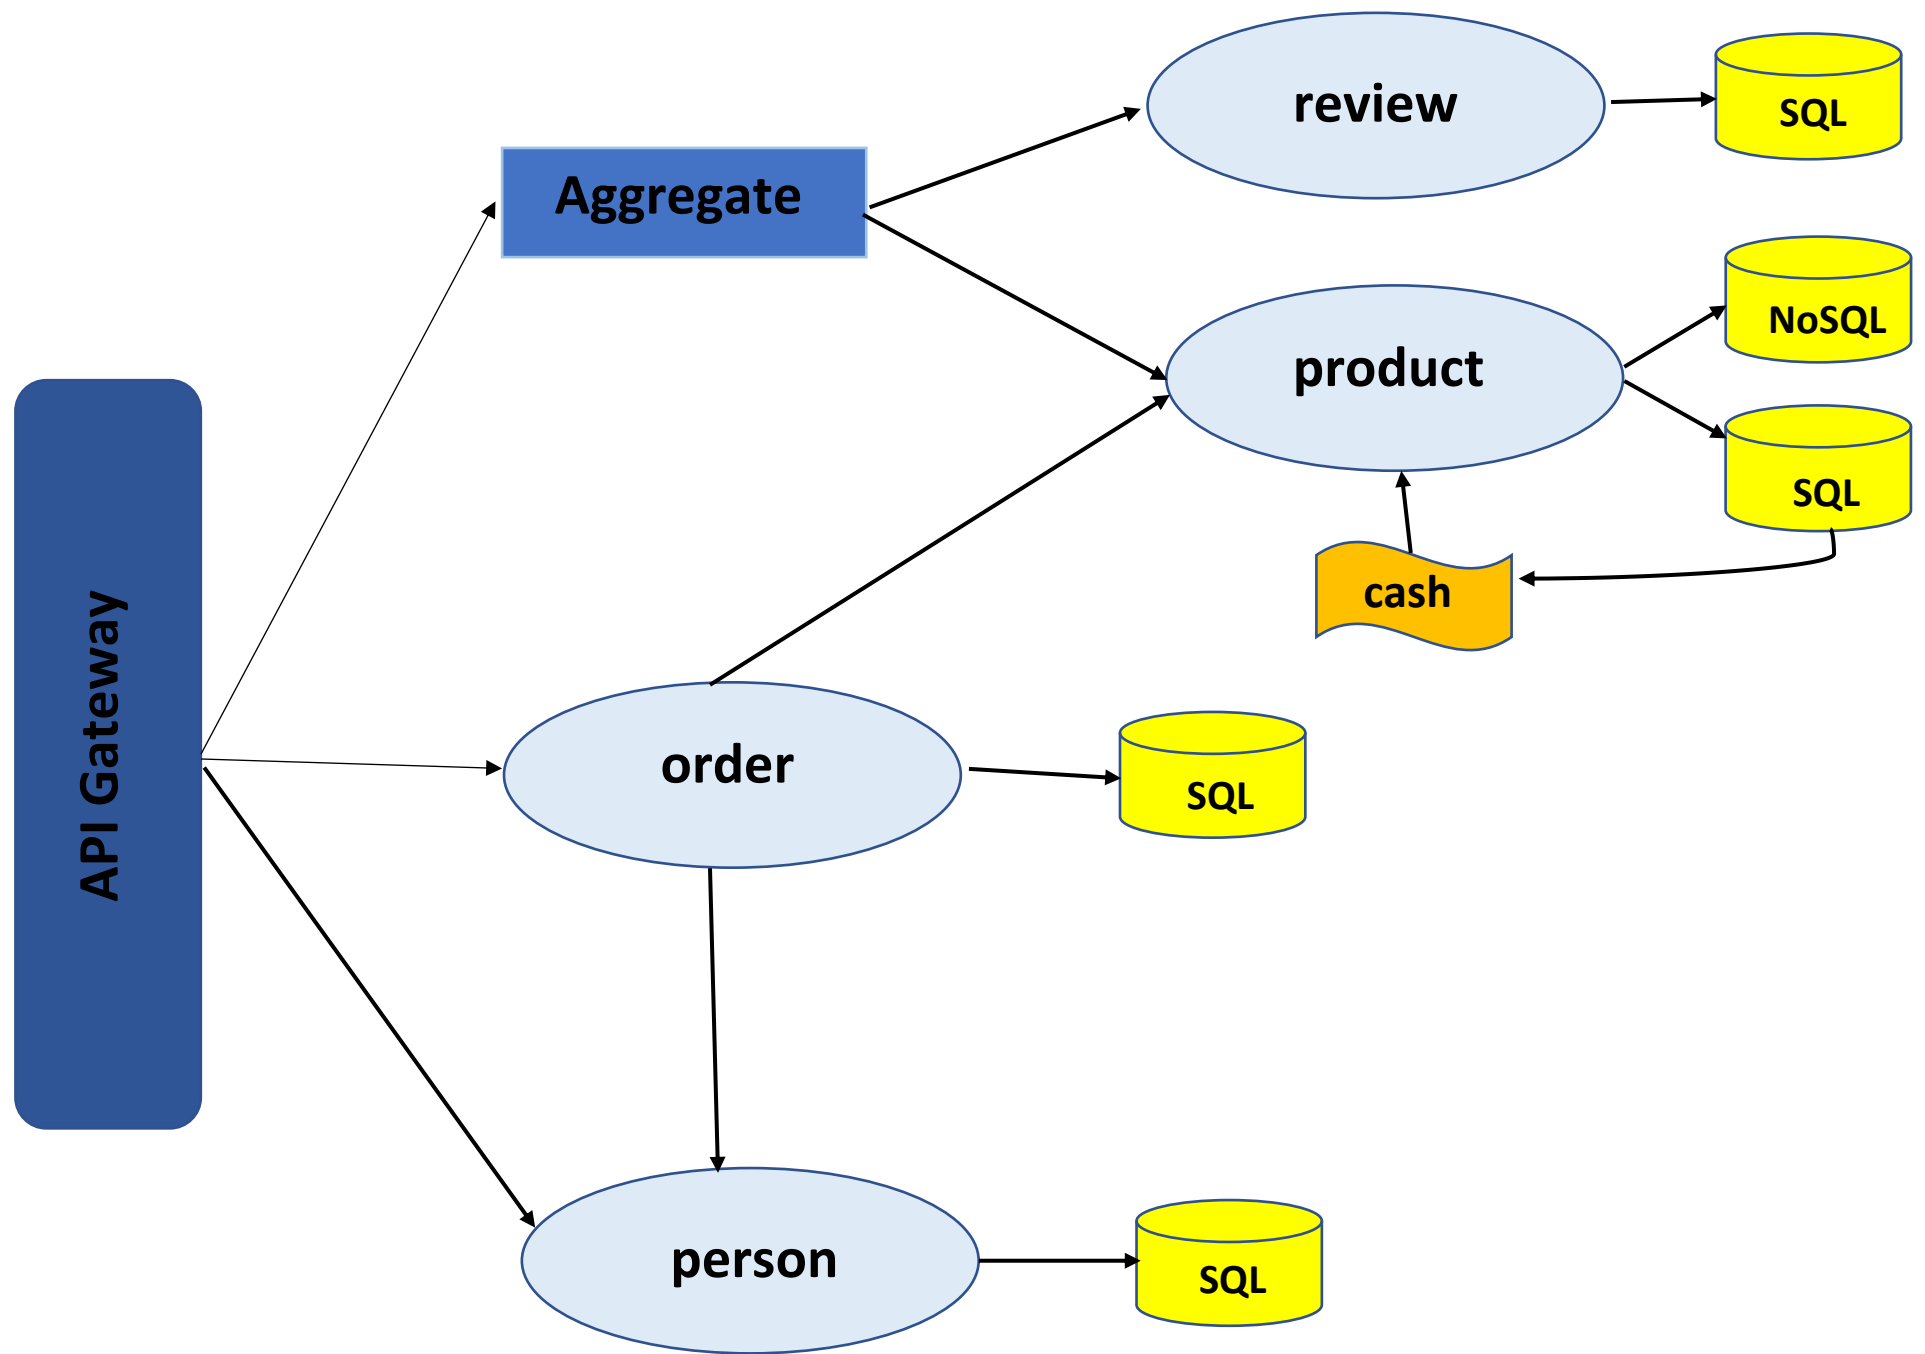 review
SQL
Aggregate
NoSQL
product
SQL
cash
API Gateway
order
SQL
person
SQL